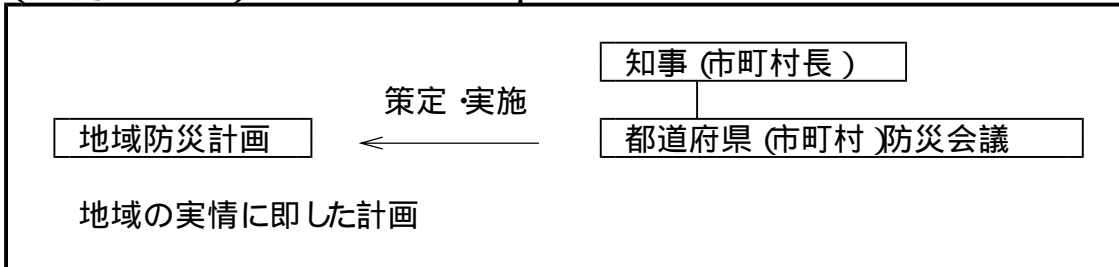 知事(市町村長)
策定・実施
地域防災計画
都道府県(市町村)防災会議
地域の実情に即した計画